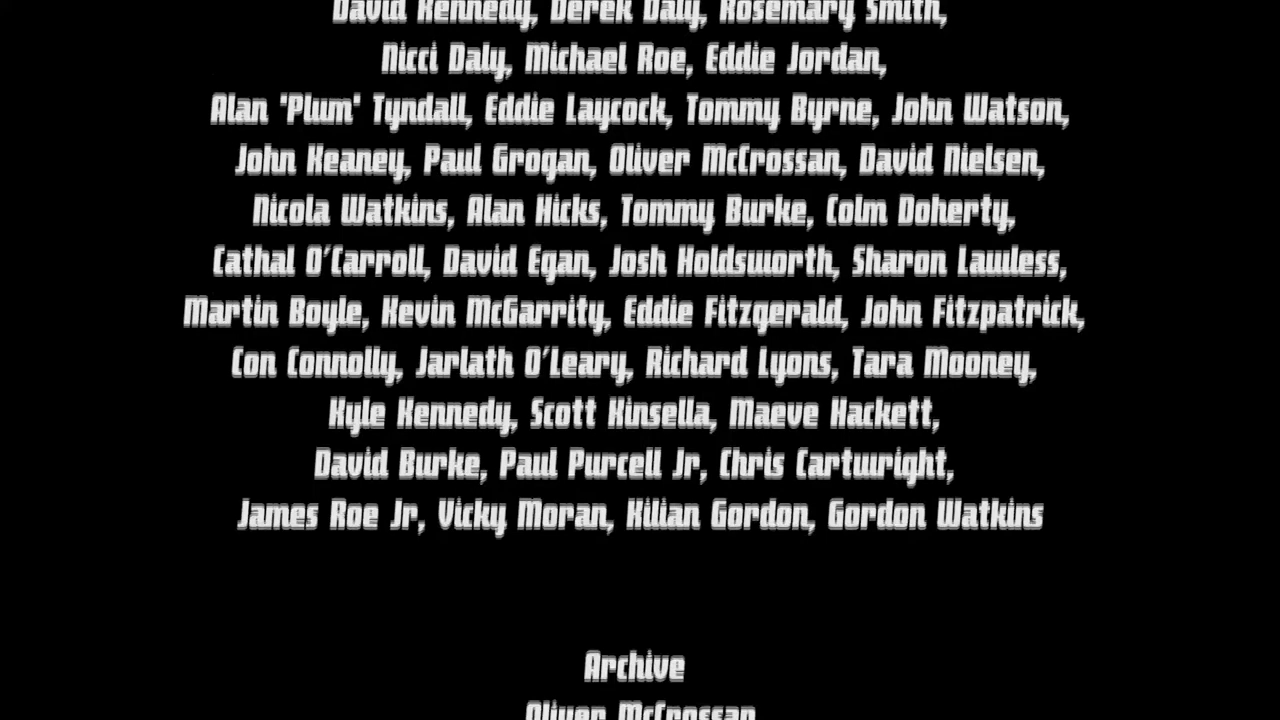 David Kennedy, Derek Daly, Rosemary Smith,
Nicci Daly, Michael Roe, Eddie Jordan,
Alan "Plum" Tyndall, Eddie Laycock, Tommy Byrne, John Watson,
John Keaney, Paul Grogan, Oliver McCrossan, David Nielsen,
Nicola Watkins, Alan Hicks, Tommy Burke, Colm Doherty,
Cathal O'Carroll, David Egan, Josh Holdsworth, Sharon Lawless,
Martin Boyle, Kevin McGarrity, Eddie Fitzgerald, John Fitzpatrick,
Con Connolly, Jarlath O'Leary, Richard Lyons, Tara Mooney,
Kyle Kennedy, Scott Kinsella, Maeve Hackett,
David Burke, Paul Purcell Jr, Chris Cartwright,
James Roe Jr, Vicky Moran, Kilian Gordon, Gordon Watkins
Archive
Oliver McCrossan